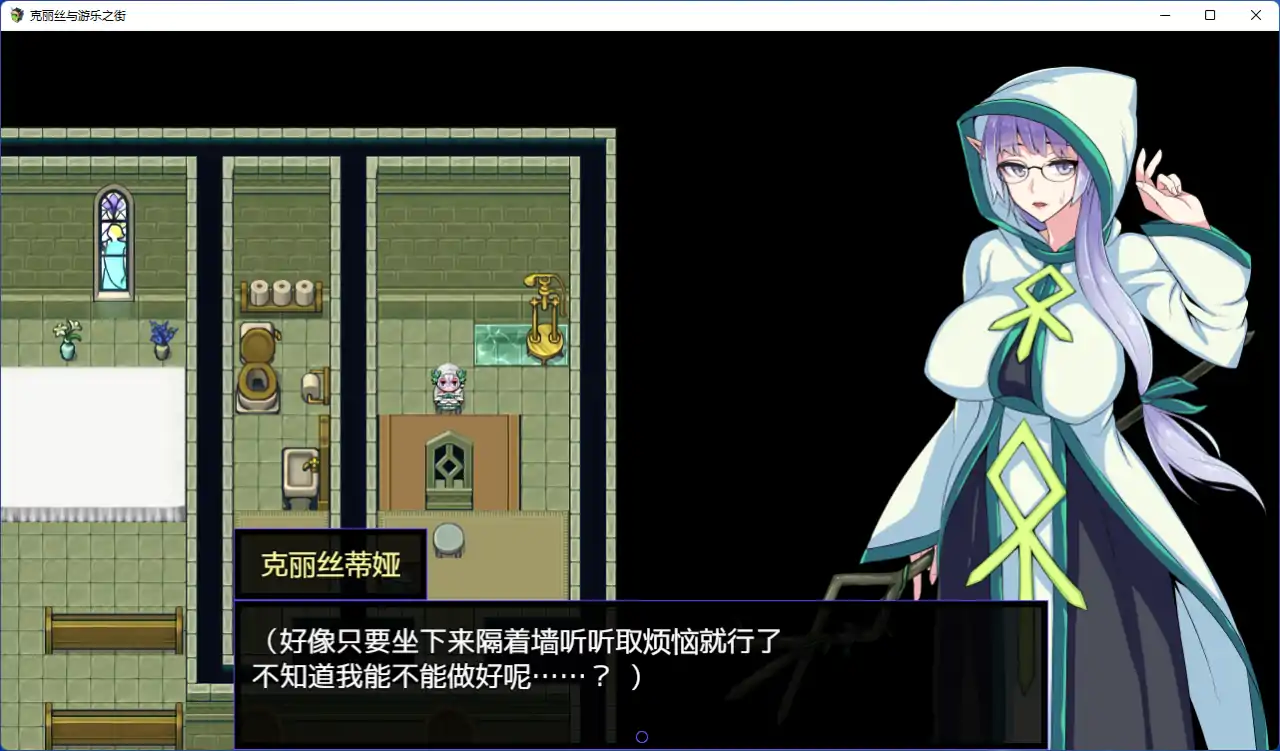 克丽丝与游乐之街
克丽丝蒂娅
（好像只要坐下来隔着墙听听取烦恼就行了
不知道我能不能做好呢……？ ）